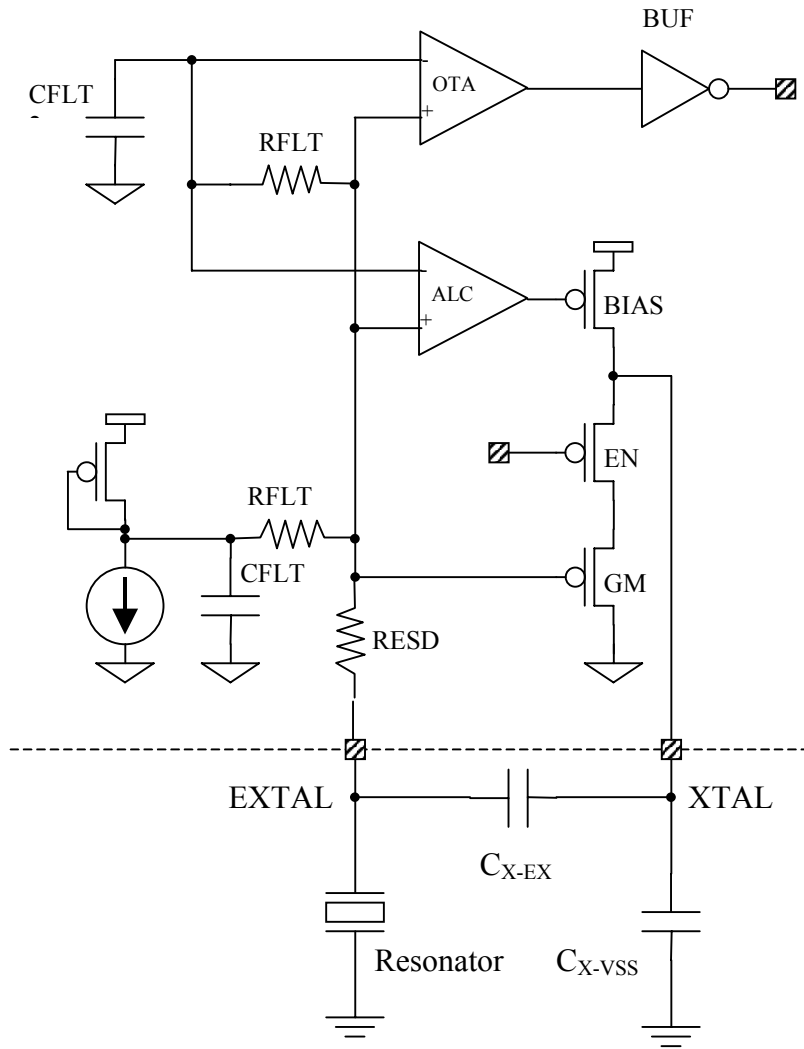 BUF
CFLT
-
OTA
+
RFLT
-
ALC
+
BIAS
EN
RFLT
CFLT
GM
RESD
EXTAL
XTAL
CX-EX
Resonator
CX-VSS